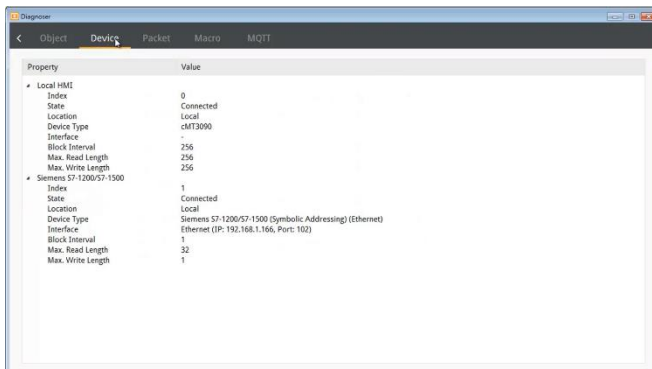 Diagnoser
Object Device Packet Macro MQTT
Property Value
Local HMI
Index 0
State Connected
Location Local
Device Type cMT3090
Interface -
Block Interval 256
Max. Read Length 256
Max. Write Length 256
Siemens S7-1200/S7-1500
Index 1
State Connected
Location Local
Device Type Siemens S7-1200/S7-1500 (Symbolic Addressing) (Ethernet)
Interface Ethernet (IP: 192.168.1.166, Port: 102)
Block Interval 1
Max. Read Length 32
Max. Write Length 1